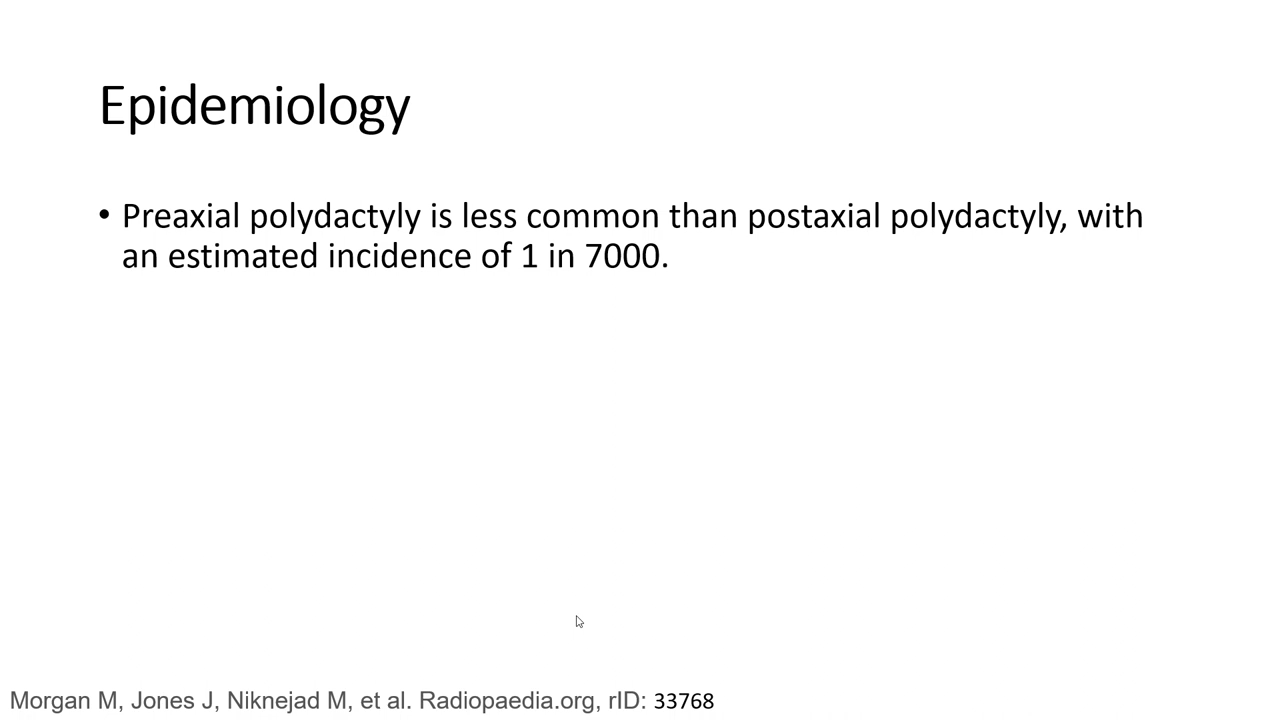 Epidemiology
• Preaxial polydactyly is less common than postaxial polydactyly, with
an estimated incidence of 1 in 7000.
Morgan M, Jones J, Niknejad M, et al. Radiopaedia.org, rID: 33768